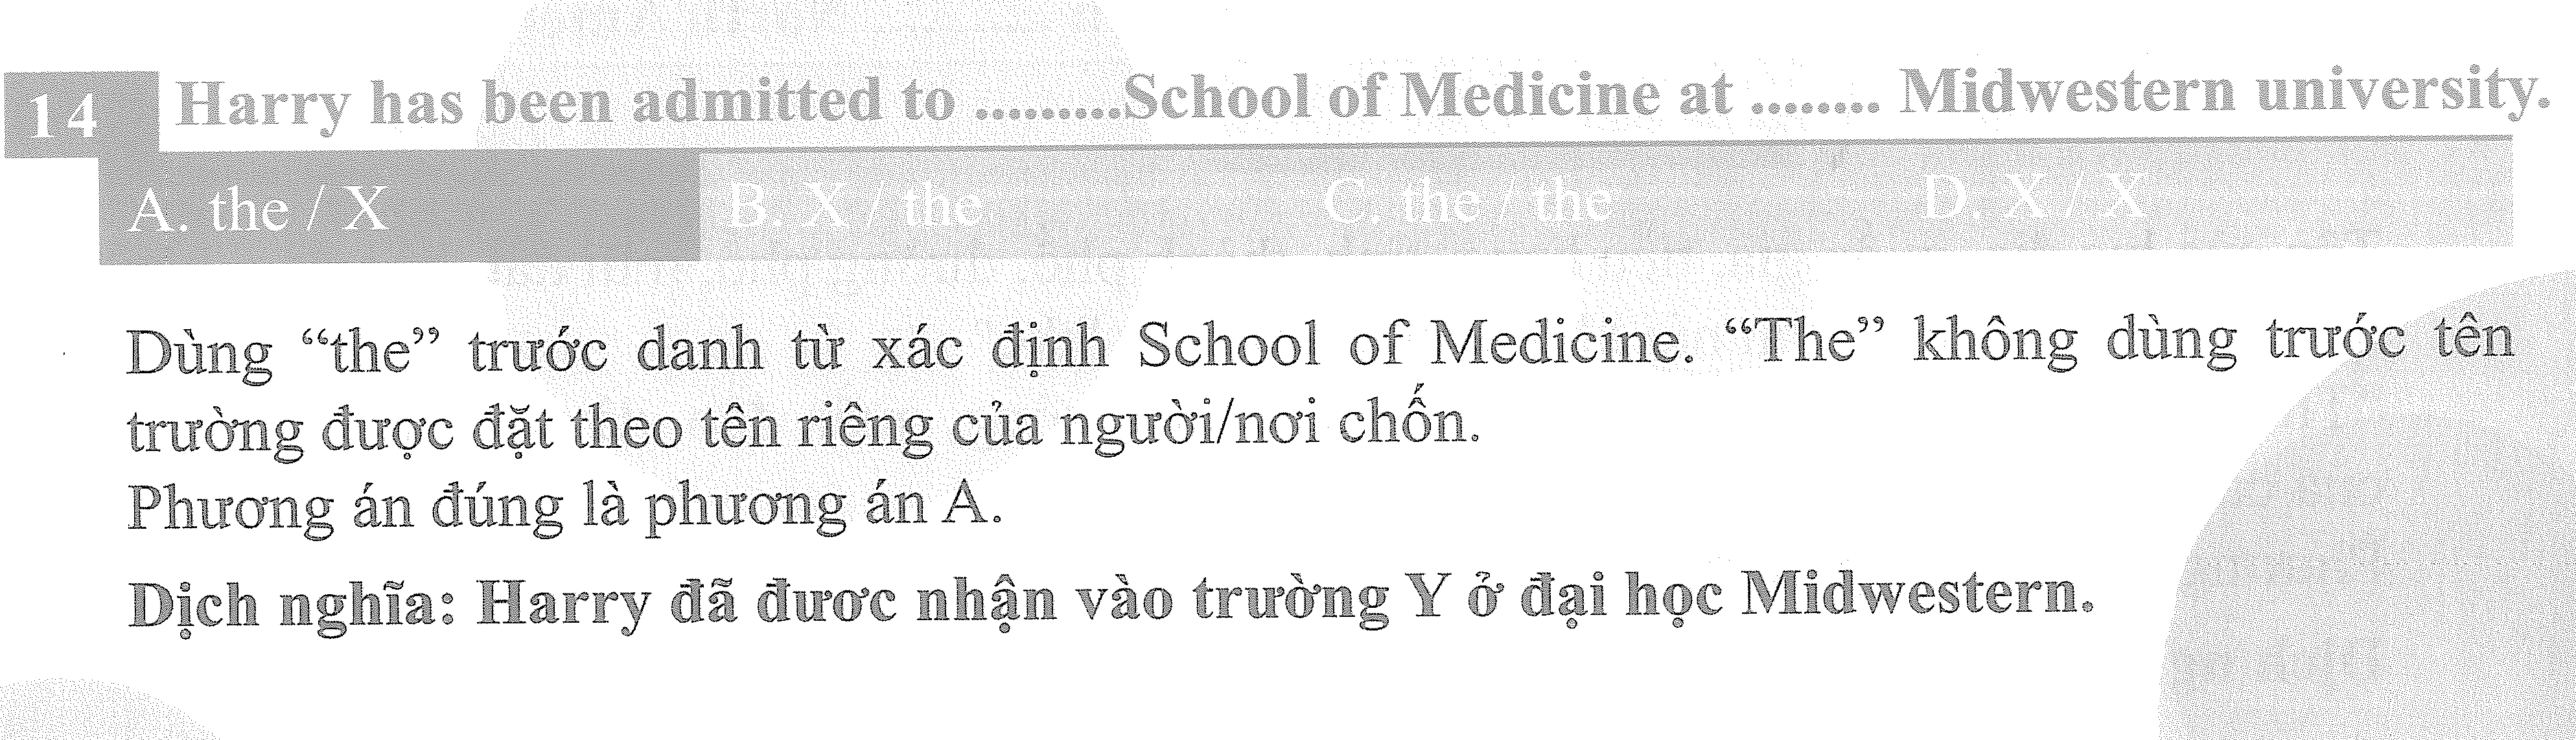 14 Harry has been admitted to .........School of Medicine at ........ Midwestern university.
A. the / X B. X / the C. the / the D. X / X
Dùng “the” trước danh từ xác định School of Medicine. “The” không dùng trước tên
trường được đặt theo tên riêng của người/nơi chốn.
Phương án đúng là phương án A.
Dịch nghĩa: Harry đã đươc nhận vào trường Y ở đại học Midwestern.